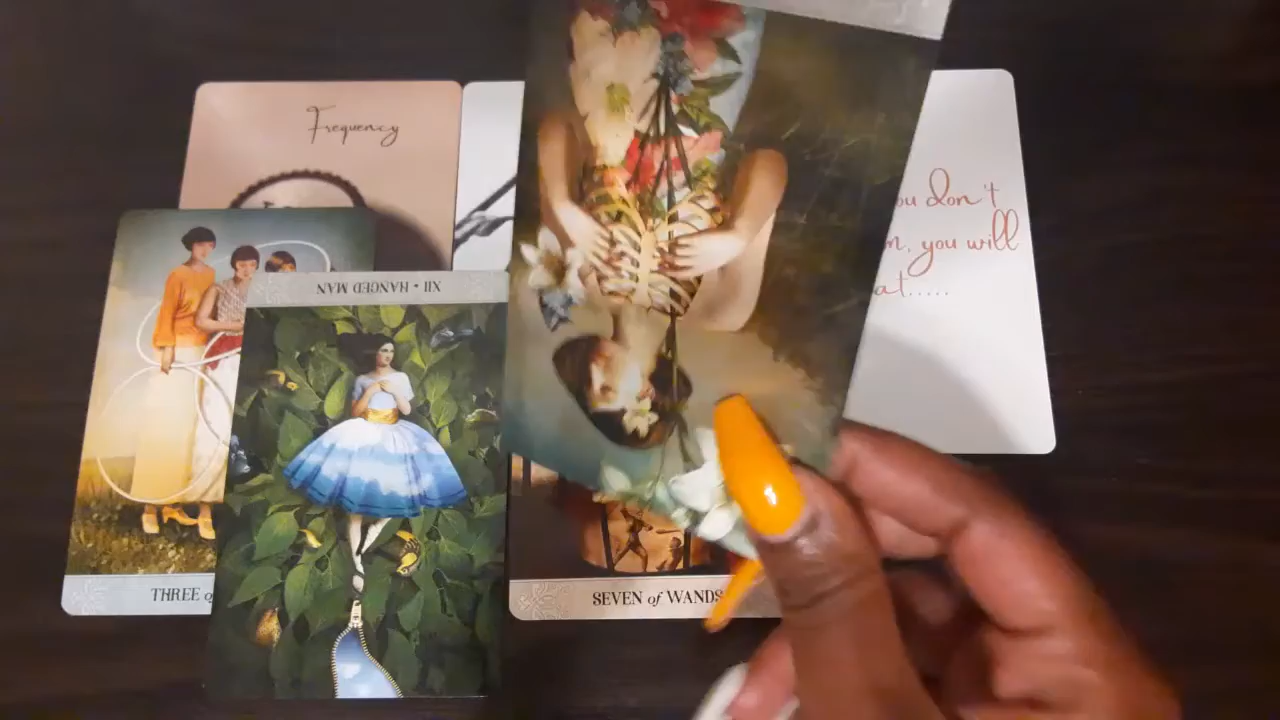 Frequency
ou don't
n, you will
at.....
XII • HANGED MAN
THREE
SEVEN of WANDS